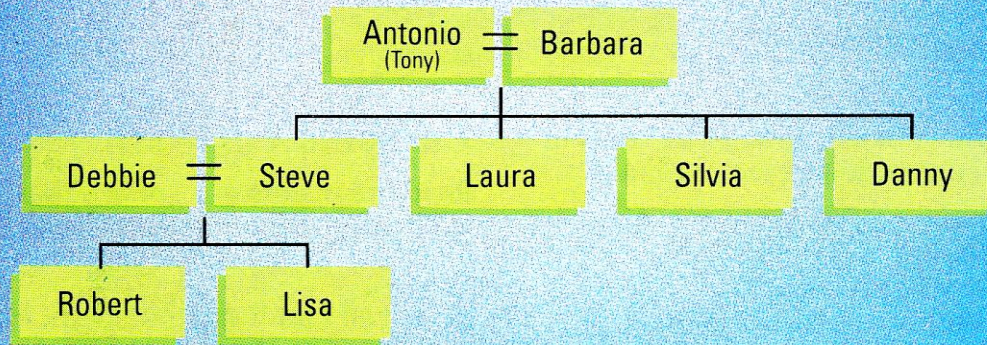 Antonio Barbara
(Tony)
Debbie Steve Laura Silvia Danny
Robert Lisa